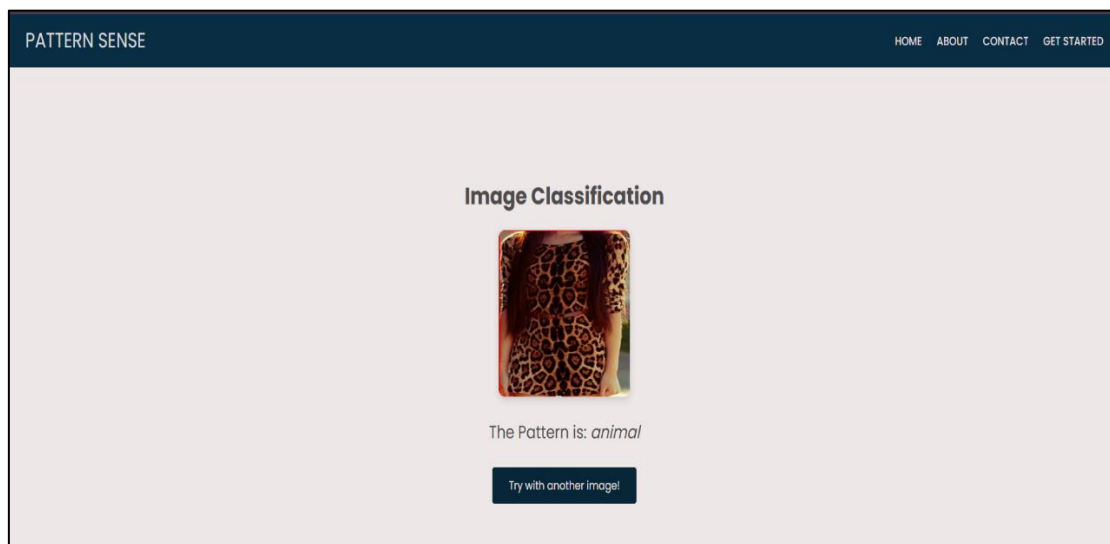 PATTERN SENSE
HOME ABOUT CONTACT GET STARTED
Image Classification
The Pattern is: animal
Try with another image!